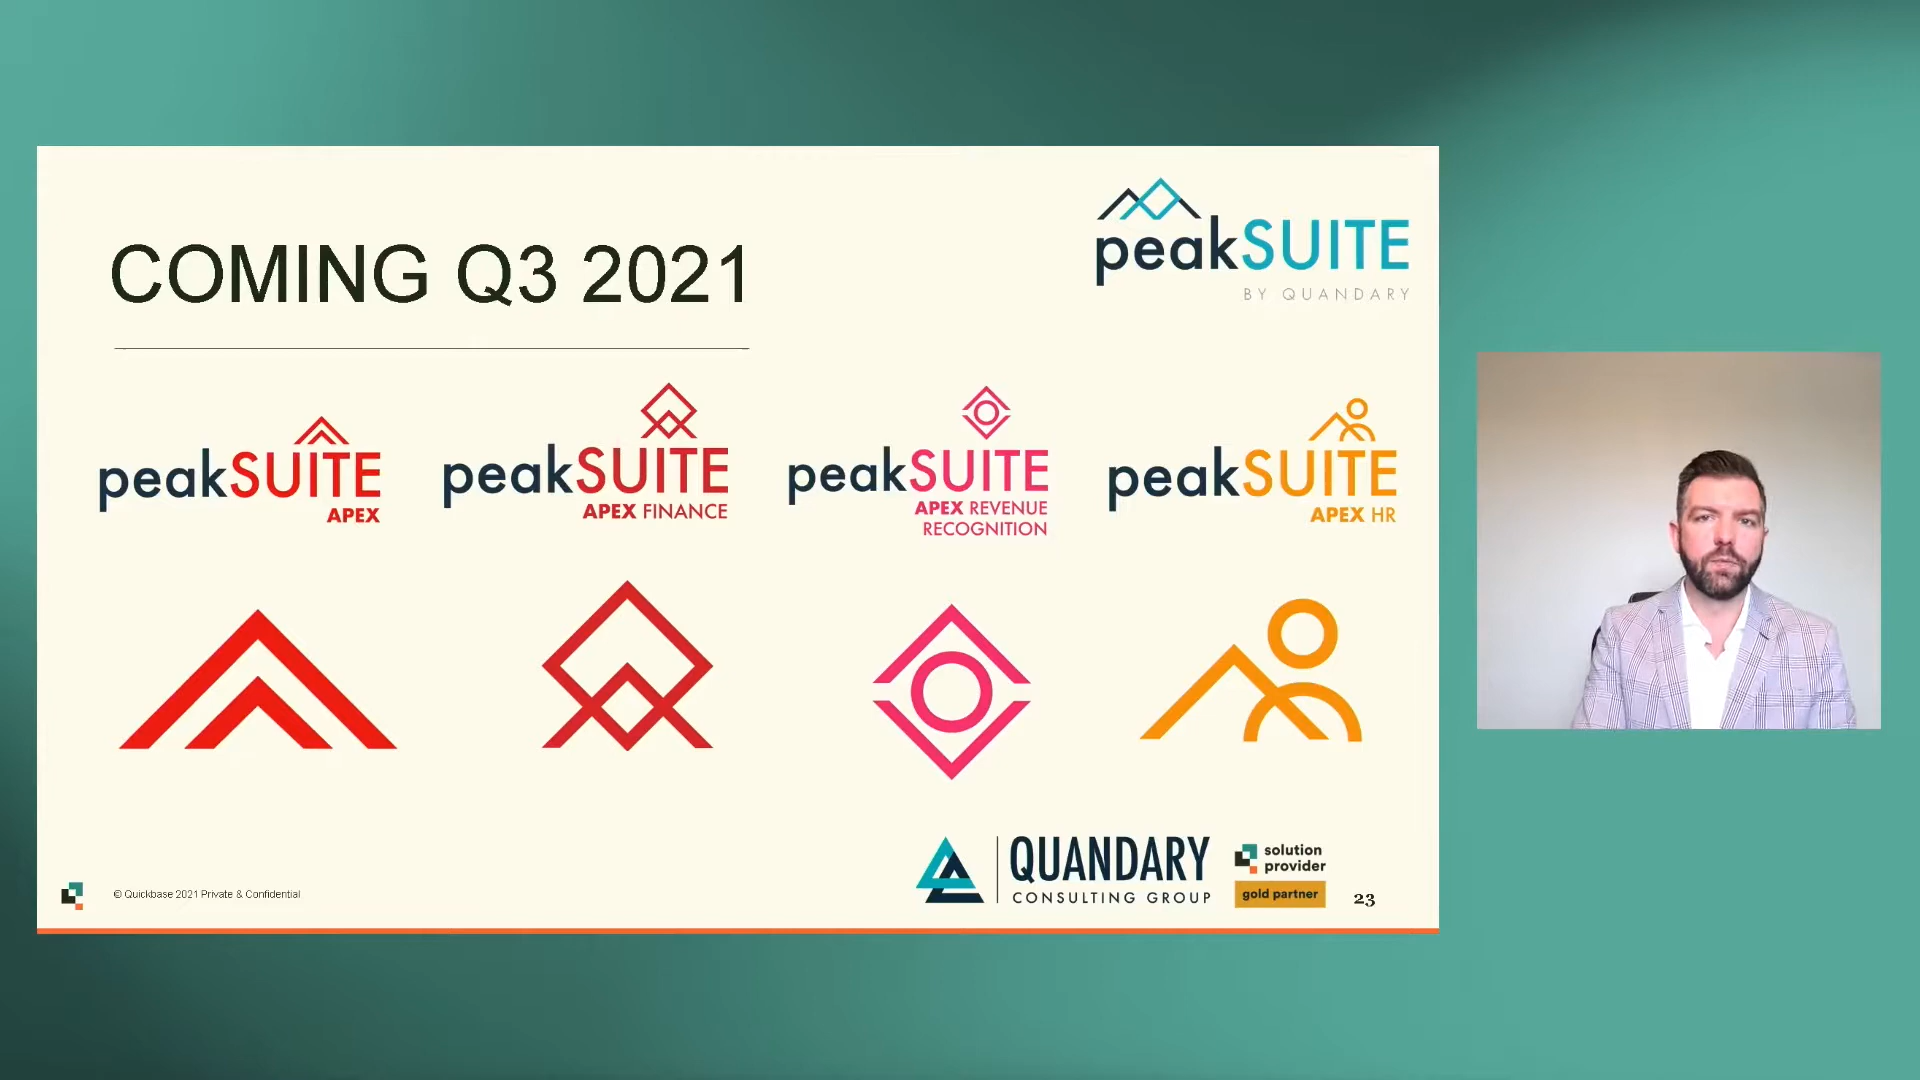 COMING Q3 2021
peakSUITE
BY QUANDARY
peakSUITE
APEX
peakSUITE
APEX FINANCE
peakSUITE
APEX REVENUE
RECOGNITION
peakSUITE
APEX HR
© Quickbase 2021 Private & Confidential
QUANDARY
CONSULTING GROUP
solution
provider
gold partner
23